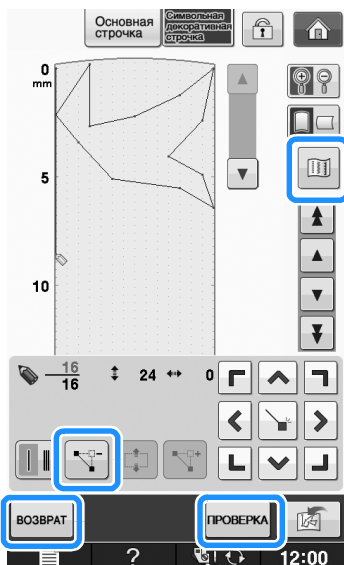 Основная
строчка
Символьная
декоративная
строчка
0
mm
5
10
16
16
24
0
ВОЗВРАТ
ПРОВЕРКА
?
12:00